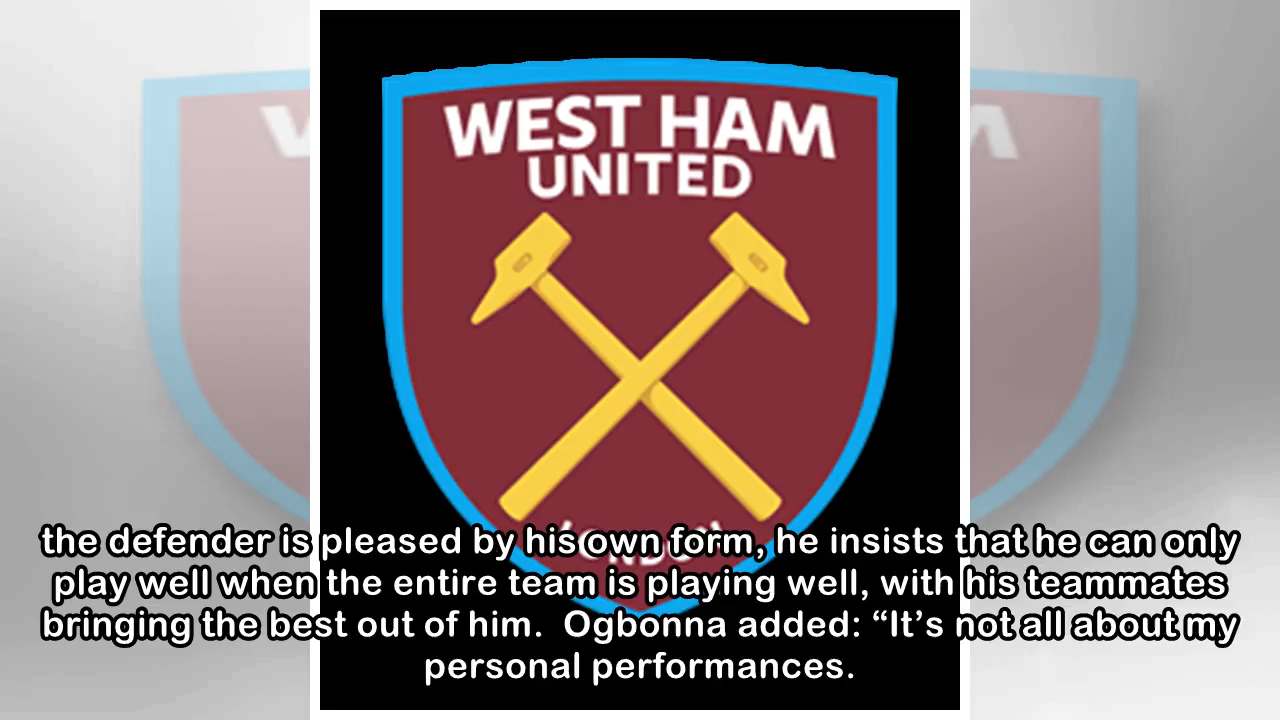 WEST HAM
UNITED
LONDON
the defender is pleased by his own form, he insists that he can only
play well when the entire team is playing well, with his teammates
bringing the best out of him.  Ogbonna added: “It’s not all about my
personal performances.